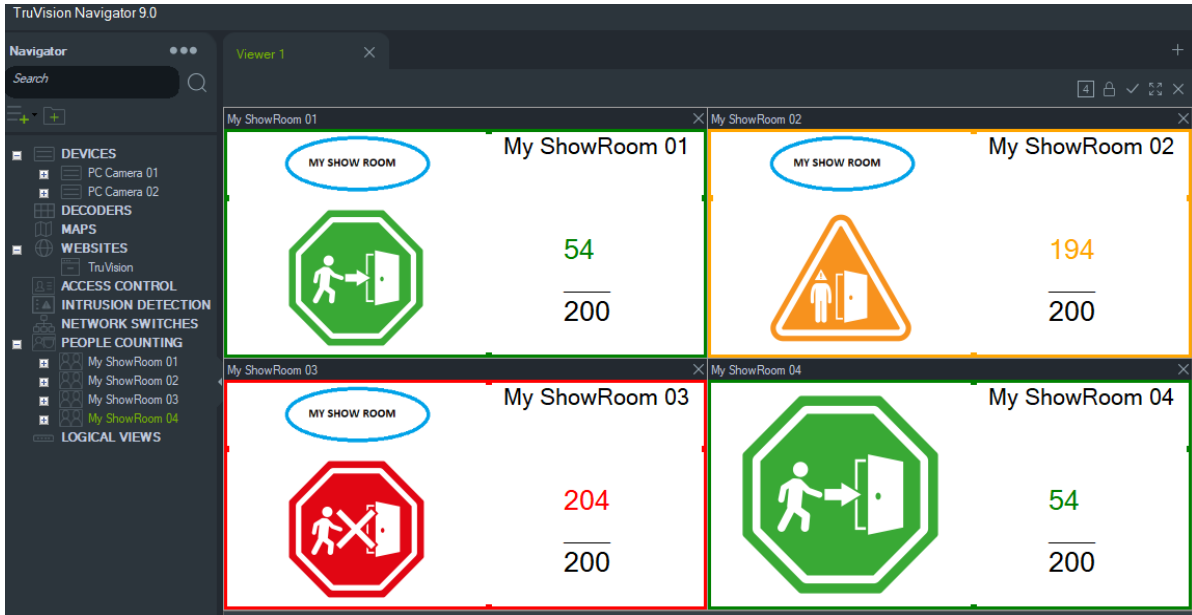 TruVision Navigator 9.0
Navigator
Search
DEVICES
PC Camera 01
PC Camera 02
DECODERS
MAPS
WEBSITES
TruVision
ACCESS CONTROL
INTRUSION DETECTION
NETWORK SWITCHES
PEOPLE COUNTING
My ShowRoom 01
My ShowRoom 02
My ShowRoom 03
My ShowRoom 04
LOGICAL VIEWS
Viewer 1
4
My ShowRoom 01
MY SHOW ROOM
My ShowRoom 01
54
200
My ShowRoom 02
MY SHOW ROOM
My ShowRoom 02
194
200
My ShowRoom 03
MY SHOW ROOM
My ShowRoom 03
204
200
My ShowRoom 04
My ShowRoom 04
54
200